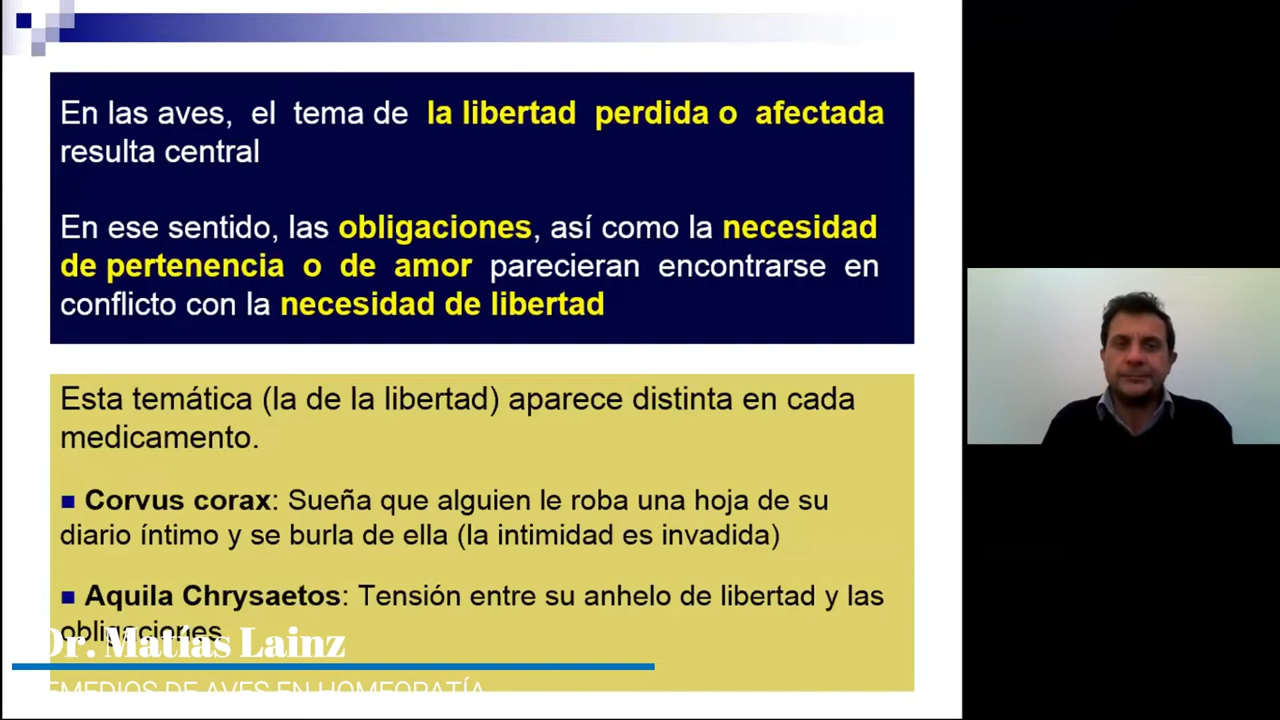 En las aves, el tema de la libertad perdida o afectada
resulta central
En ese sentido, las obligaciones, así como la necesidad
de pertenencia o de amor parecieran encontrarse en
conflicto con la necesidad de libertad
Esta temática (la de la libertad) aparece distinta en cada
medicamento.
Corvus corax: Sueña que alguien le roba una hoja de su
diario íntimo y se burla de ella (la intimidad es invadida)
Aquila Chrysaetos: Tensión entre su anhelo de libertad y las
obligaciones
Dr. Matías Lainz
EMEDIOS DE AVES EN HOMEOPATÍA